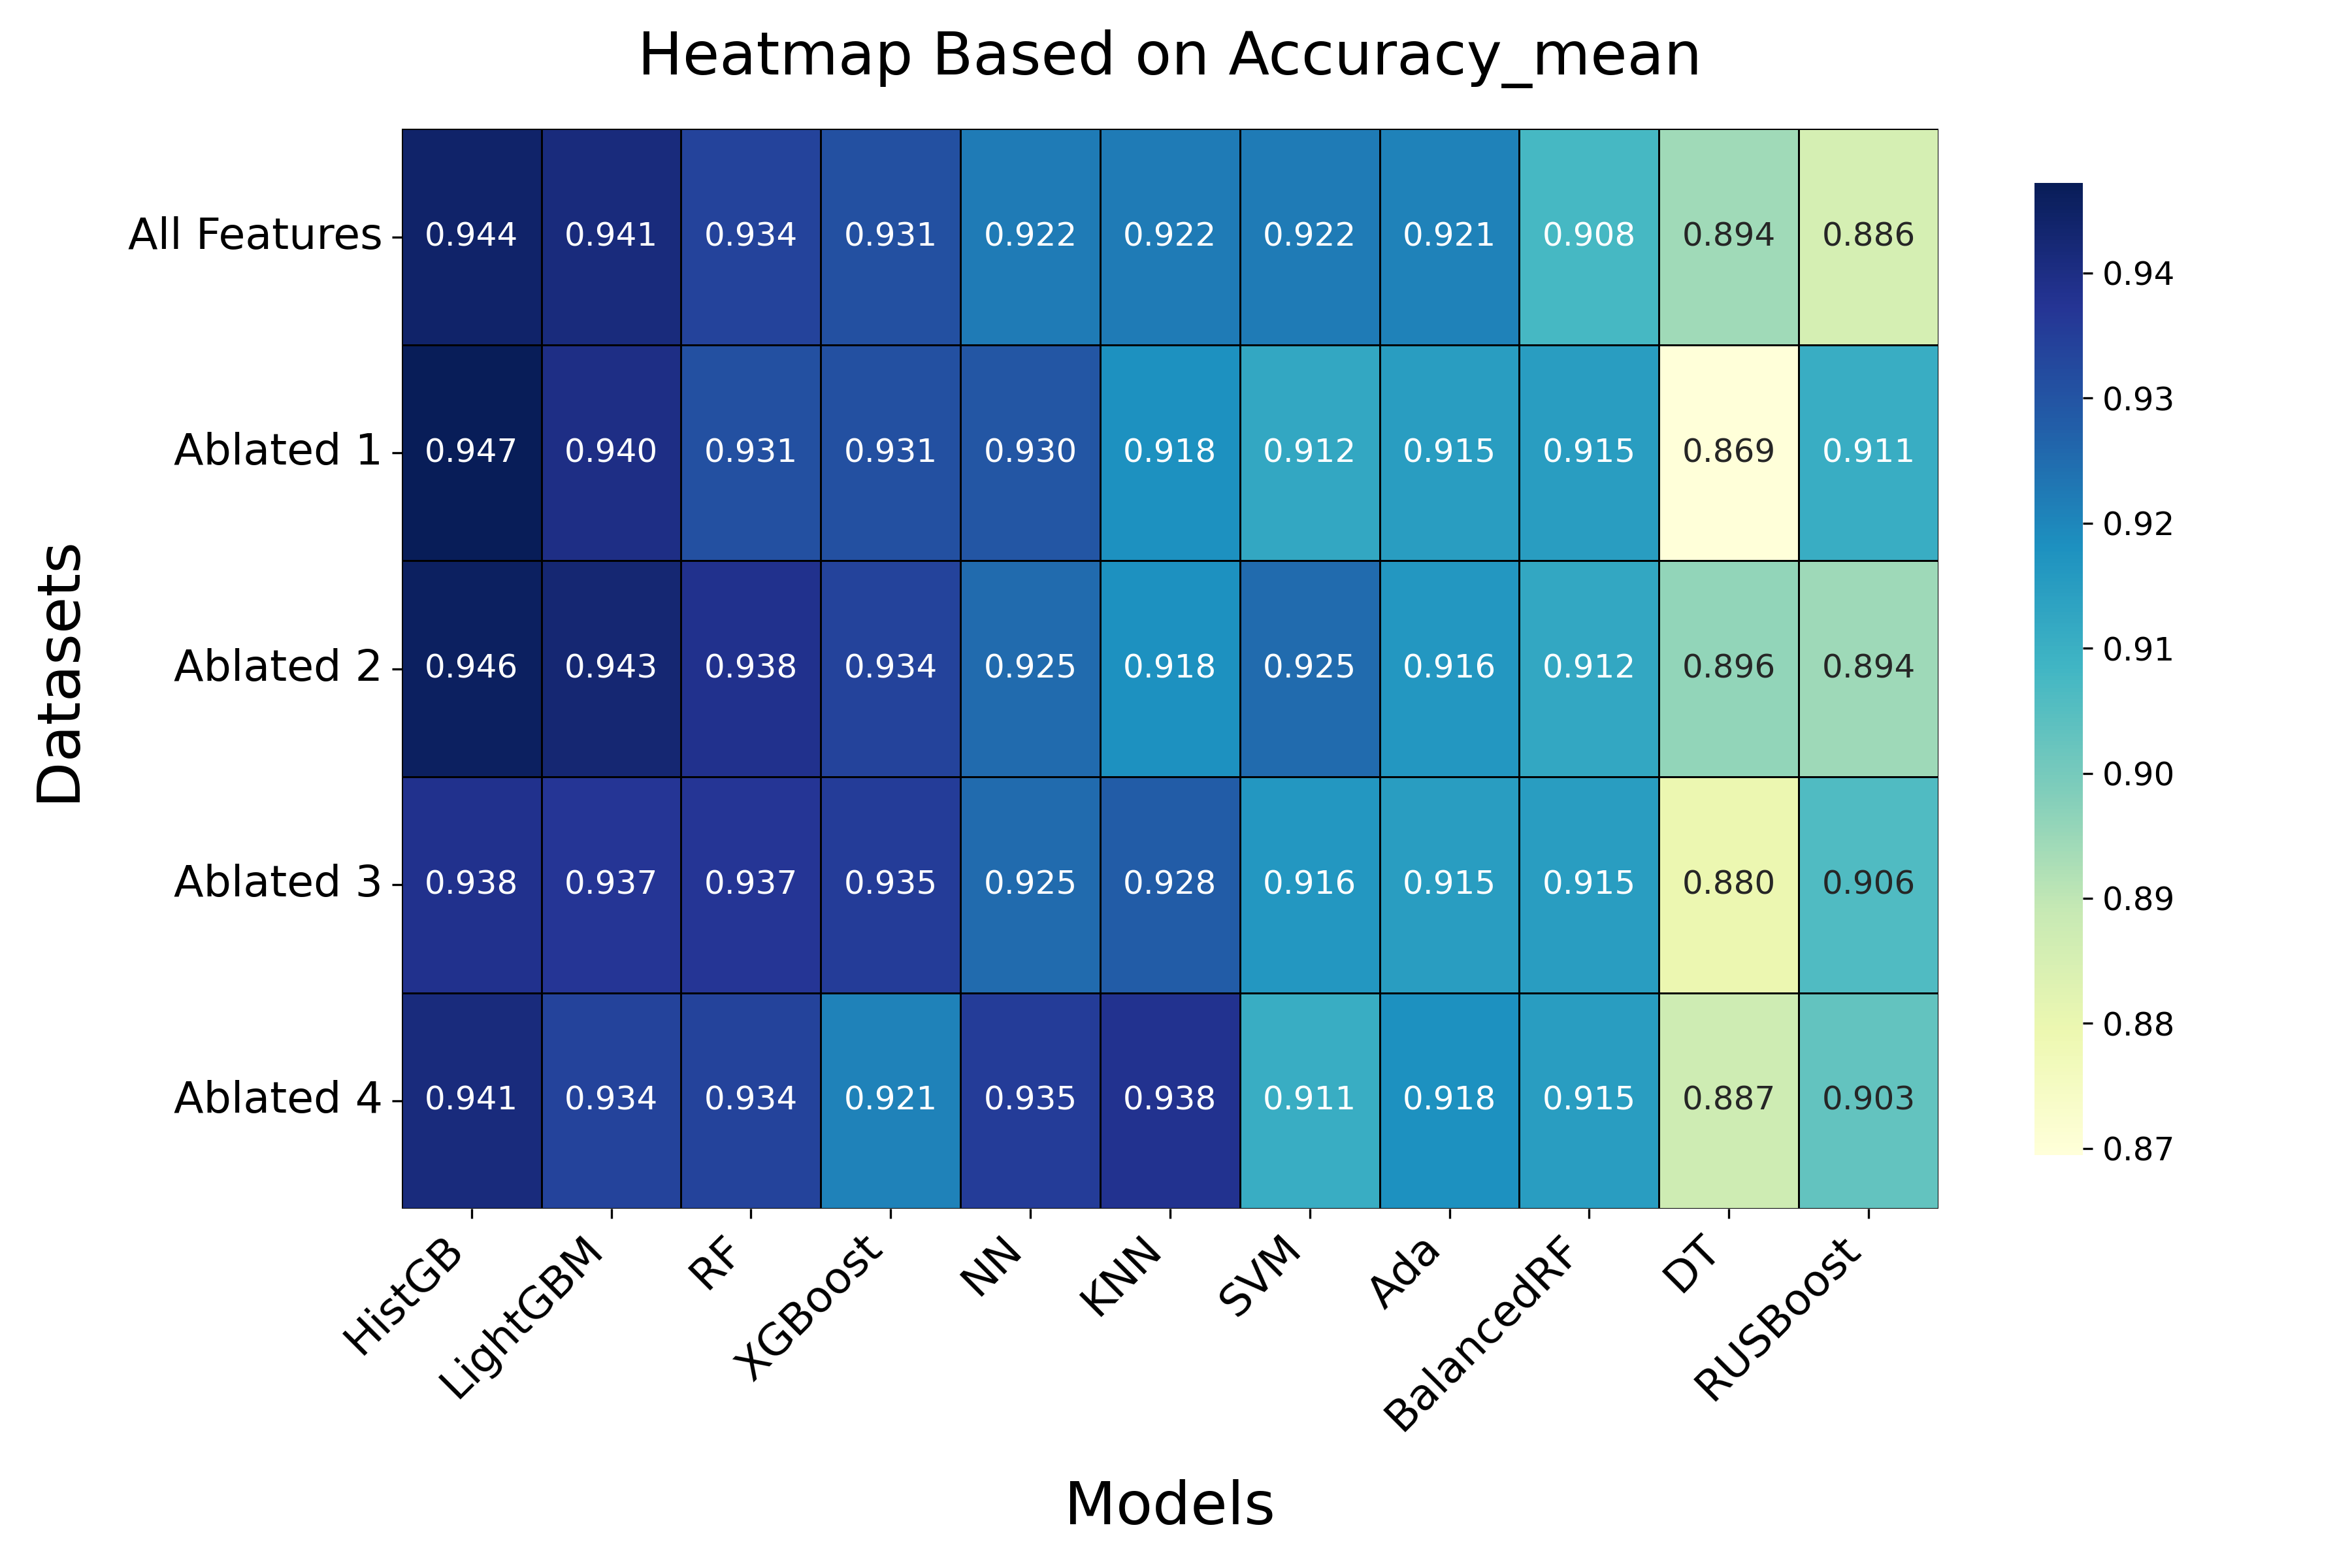 Heatmap Based on Accuracy_mean
Datasets
All Features 0.944 0.941 0.934 0.931 0.922 0.922 0.922 0.921 0.908 0.894 0.886
Ablated 1 0.947 0.940 0.931 0.931 0.930 0.918 0.912 0.915 0.915 0.869 0.911
Ablated 2 0.946 0.943 0.938 0.934 0.925 0.918 0.925 0.916 0.912 0.896 0.894
Ablated 3 0.938 0.937 0.937 0.935 0.925 0.928 0.916 0.915 0.915 0.880 0.906
Ablated 4 0.941 0.934 0.934 0.921 0.935 0.938 0.911 0.918 0.915 0.887 0.903
HistGB LightGBM RF XGBoost NN KNN SVM Ada BalancedRF DT RUSBoost
Models
0.94
0.93
0.92
0.91
0.90
0.89
0.88
0.87